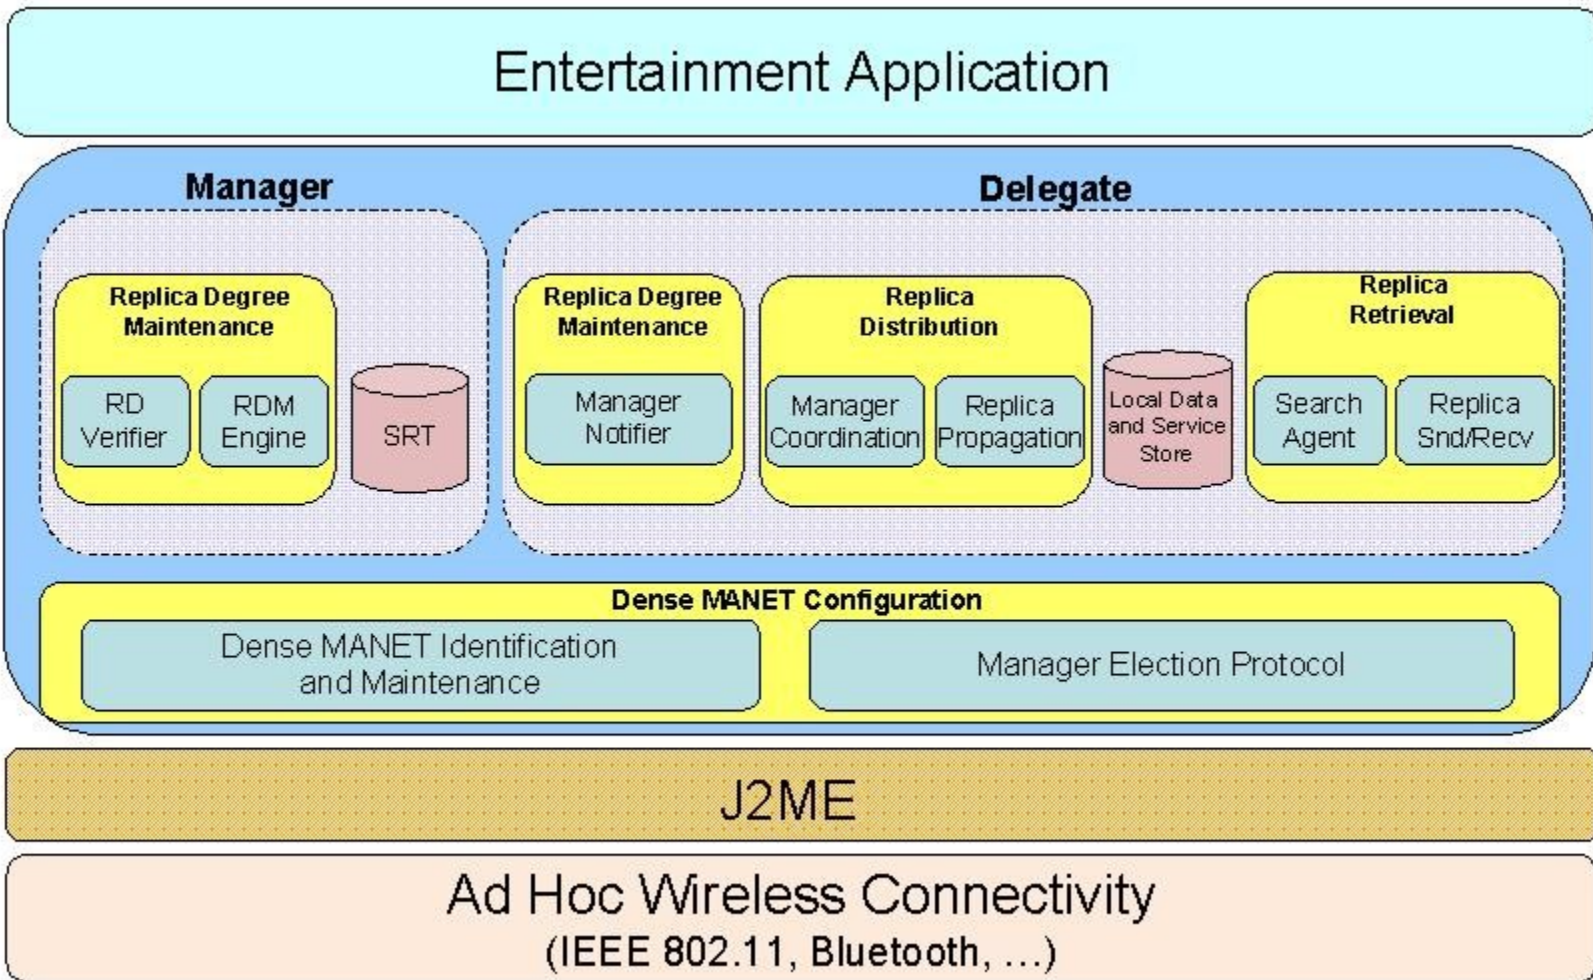 Entertainment Application
Manager
Delegate
Replica Degree
Maintenance
RD
Verifier
RDM
Engine
SRT
Replica Degree
Maintenance
Manager
Notifier
Replica
Distribution
Manager
Coordination
Replica
Propagation
Local Data
and Service
Store
Replica
Retrieval
Search
Agent
Replica
Snd/Recv
Dense MANET Configuration
Dense MANET Identification
and Maintenance
Manager Election Protocol
J2ME
Ad Hoc Wireless Connectivity
(IEEE 802.11, Bluetooth, …)